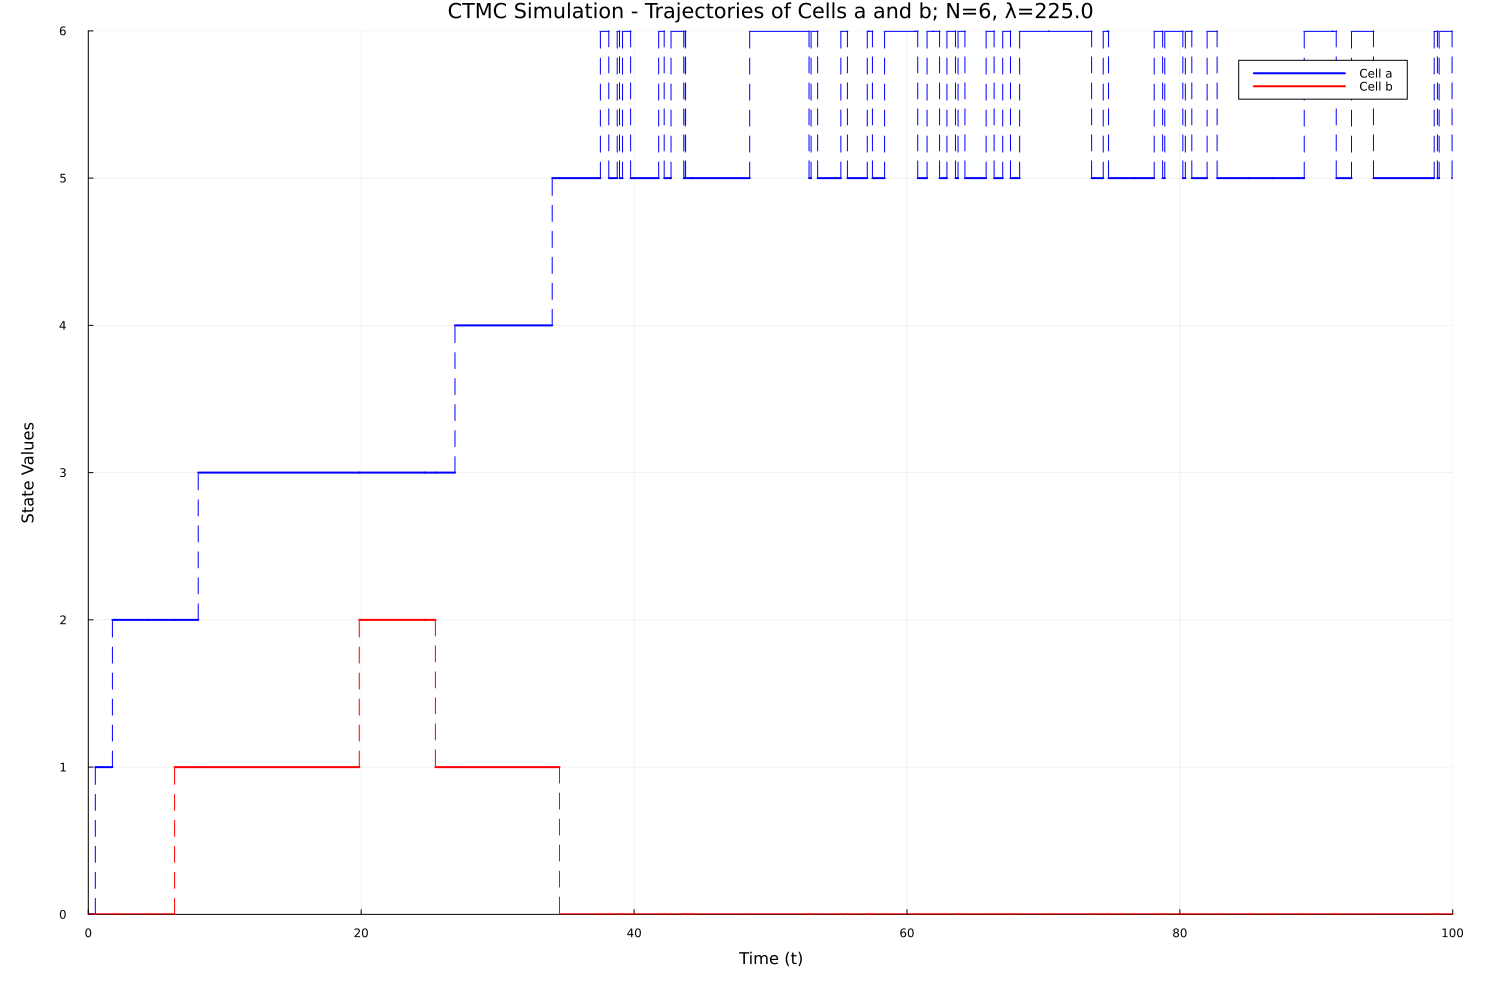 CTMC Simulation - Trajectories of Cells a and b; N=6, λ=225.0
6
Cell a
Cell b
5
4
State Values
3
2
1
0
0 20 40 60 80 100
Time (t)